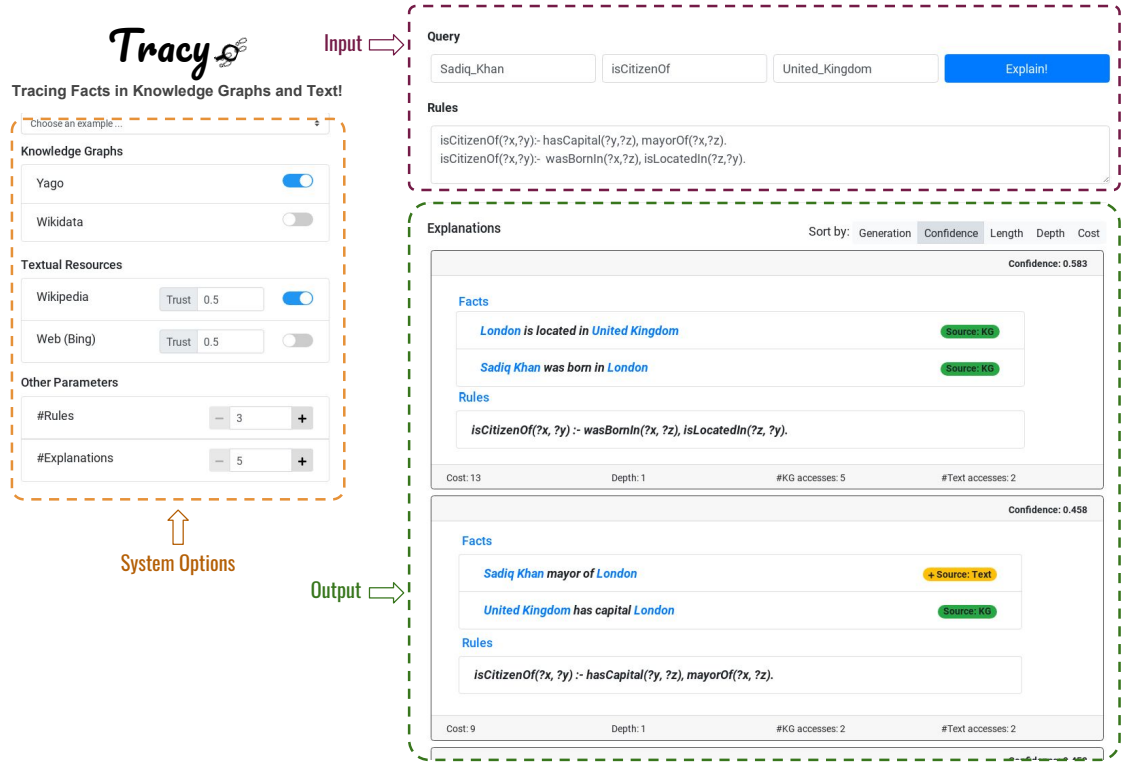 Tracy
Tracing Facts in Knowledge Graphs and Text!
Choose an example ...
Knowledge Graphs
Yago
Wikidata
Textual Resources
Wikipedia Trust 0.5
Web (Bing) Trust 0.5
Other Parameters
#Rules − 3 +
#Explanations − 5 +
System Options
Input
Query
Sadiq_Khan isCitizenOf United_Kingdom Explain!
Rules
isCitizenOf(?x,?y):- hasCapital(?y,?z), mayorOf(?x,?z).
isCitizenOf(?x,?y):- wasBornIn(?x,?z), isLocatedIn(?z,?y).
Output
Explanations Sort by: Generation Confidence Length Depth Cost
Confidence: 0.583
Facts
London is located in United Kingdom Source: KG
Sadiq Khan was born in London Source: KG
Rules
isCitizenOf(?x, ?y) :- wasBornIn(?x, ?z), isLocatedIn(?z, ?y).
Cost: 13 Depth: 1 #KG accesses: 5 #Text accesses: 2
Confidence: 0.458
Facts
Sadiq Khan mayor of London + Source: Text
United Kingdom has capital London Source: KG
Rules
isCitizenOf(?x, ?y) :- hasCapital(?y, ?z), mayorOf(?x, ?z).
Cost: 9 Depth: 1 #KG accesses: 2 #Text accesses: 2